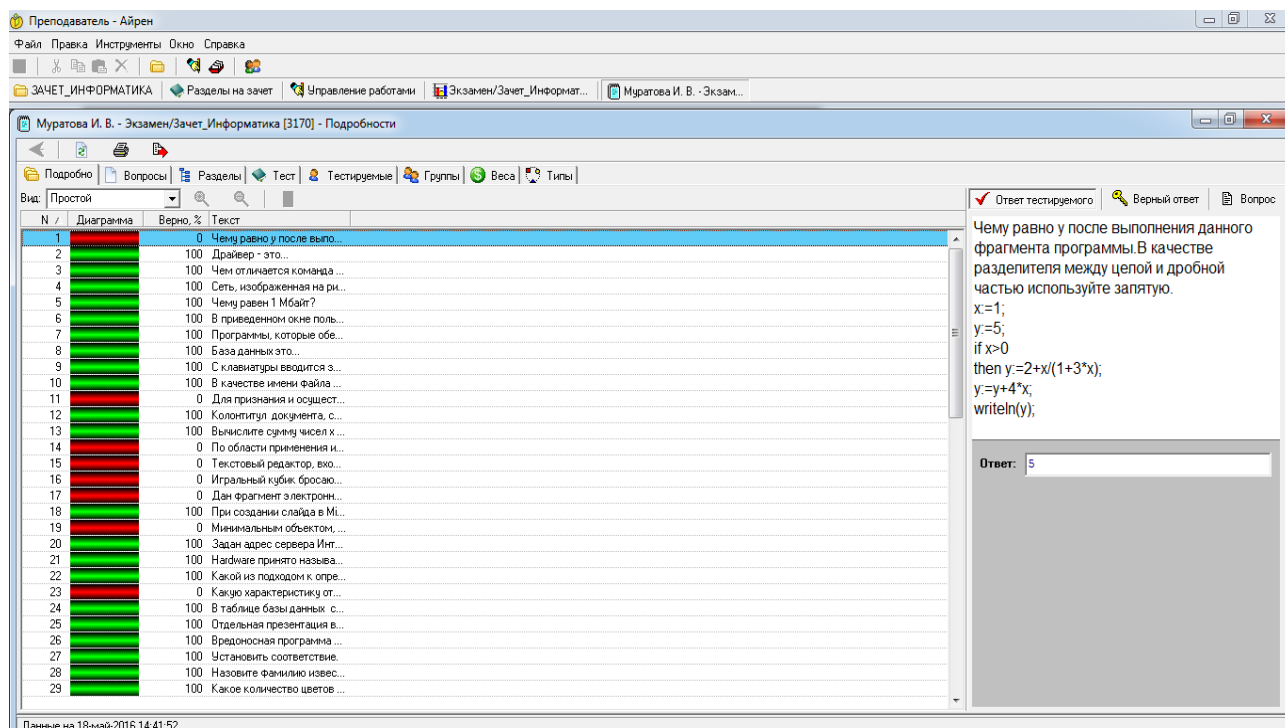 Преподаватель - Айрен
Файл Правка Инструменты Окно Справка
ЗАЧЕТ_ИНФОРМАТИКА Разделы на зачет Управление работами Экзамен/Зачет_Информат... Муратова И. В. - Экзам...
Муратова И. В. - Экзамен/Зачет_Информатика [3170] - Подробности
Подробно Вопросы Разделы Тест Тестируемые Группы Веса Типы
Вид: Простой
N / Диаграмма Верно, % Текст
1 0 Чему равно у после выпо...
2 100 Драйвер - это...
3 100 Чем отличается команда ...
4 100 Сеть, изображенная на ри...
5 100 Чему равен 1 Мбайт?
6 100 В приведенном окне поль...
7 100 Программы, которые обе...
8 100 База данных это...
9 100 С клавиатуры вводится з...
10 100 В качестве имени файла ...
11 0 Для признания и осущест...
12 100 Колонтитул документа, с...
13 100 Вычислите сумму чисел х ...
14 0 По области применения и...
15 0 Текстовый редактор, вхо...
16 0 Игральный кубик бросаю...
17 0 Дан фрагмент электронн...
18 100 При создании слайда в Mi...
19 0 Минимальным объектом, ...
20 100 Задан адрес сервера Инт...
21 100 Hardware принято называ...
22 100 Какой из подходом к опре...
23 0 Какую характеристику от...
24 100 В таблице базы данных с...
25 100 Отдельная презентация в...
26 100 Вредоносная программа ...
27 100 Установить соответствие.
28 100 Назовите фамилию извес...
29 100 Какое количество цветов ...
Ответ тестируемого Верный ответ Вопрос
Чему равно у после выполнения данного
фрагмента программы.В качестве
разделителя между целой и дробной
частью используйте запятую.
x:=1;
y:=5;
if x>0
then y:=2+x/(1+3*x);
y:=y+4*x;
writeln(y);
Ответ: 5
Данные на 18-май-2016 14:41:52